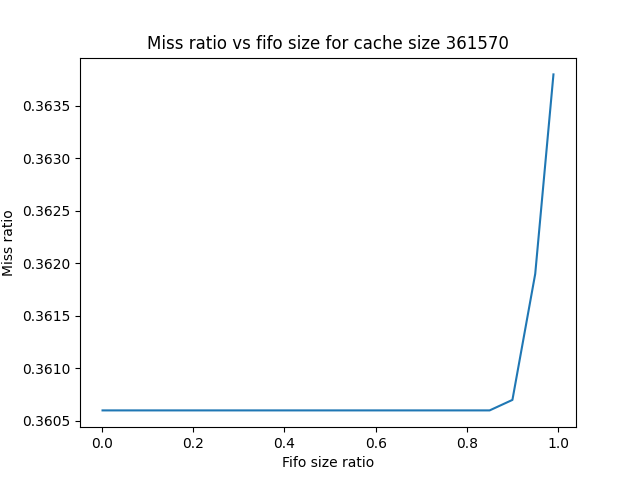 Miss ratio vs fifo size for cache size 361570
0.3635
0.3630
0.3625
0.3620
0.3615
0.3610
0.3605
Miss ratio
0.0 0.2 0.4 0.6 0.8 1.0
Fifo size ratio